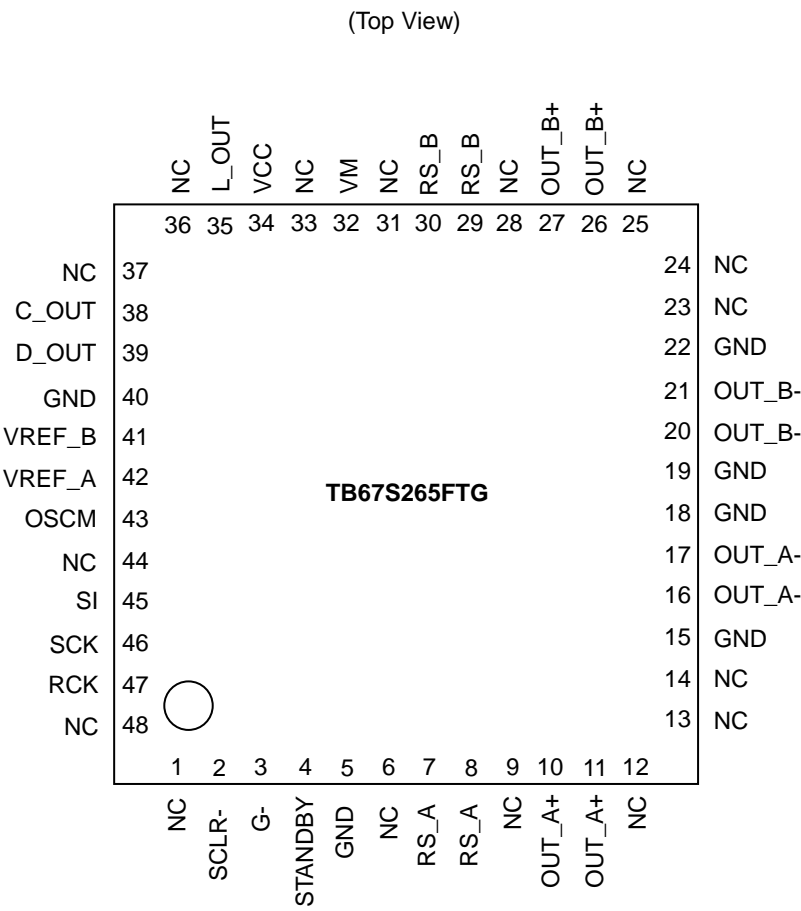 (Top View)
NC L_OUT VCC NC VM NC RS_B RS_B NC OUT_B+ OUT_B+ NC
36 35 34 33 32 31 30 29 28 27 26 25
NC 37 24 NC
C_OUT 38 23 NC
D_OUT 39 22 GND
GND 40 21 OUT_B-
VREF_B 41 20 OUT_B-
VREF_A 42 19 GND
TB67S265FTG
OSCM 43 18 GND
NC 44 17 OUT_A-
SI 45 16 OUT_A-
SCK 46 15 GND
RCK 47 14 NC
NC 48 13 NC
1 2 3 4 5 6 7 8 9 10 11 12
NC SCLR- G- STANDBY GND NC RS_A RS_A NC OUT_A+ OUT_A+ NC